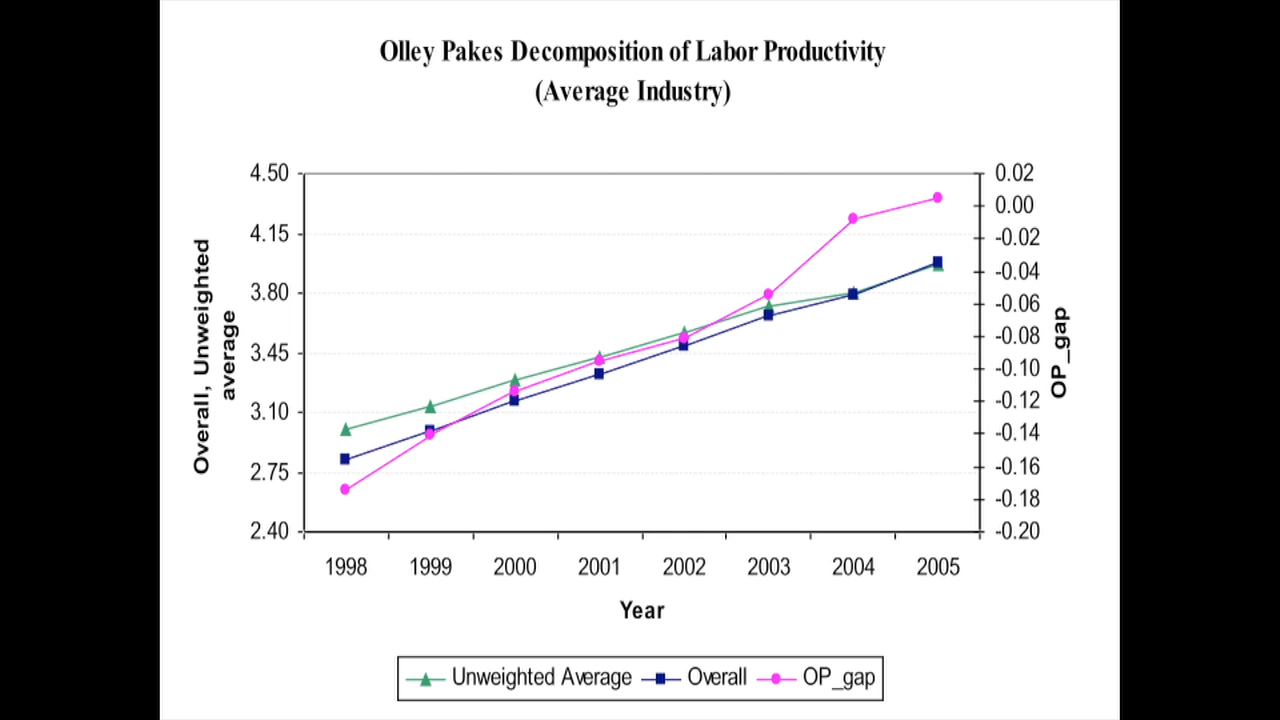 Olley Pakes Decomposition of Labor Productivity
(Average Industry)
4.50
4.15
3.80
3.45
3.10
2.75
2.40
Overall, Unweighted
average
0.02
0.00
-0.02
-0.04
-0.06
-0.08
-0.10
-0.12
-0.14
-0.16
-0.18
-0.20
OP_gap
1998 1999 2000 2001 2002 2003 2004 2005
Year
Unweighted Average Overall OP_gap